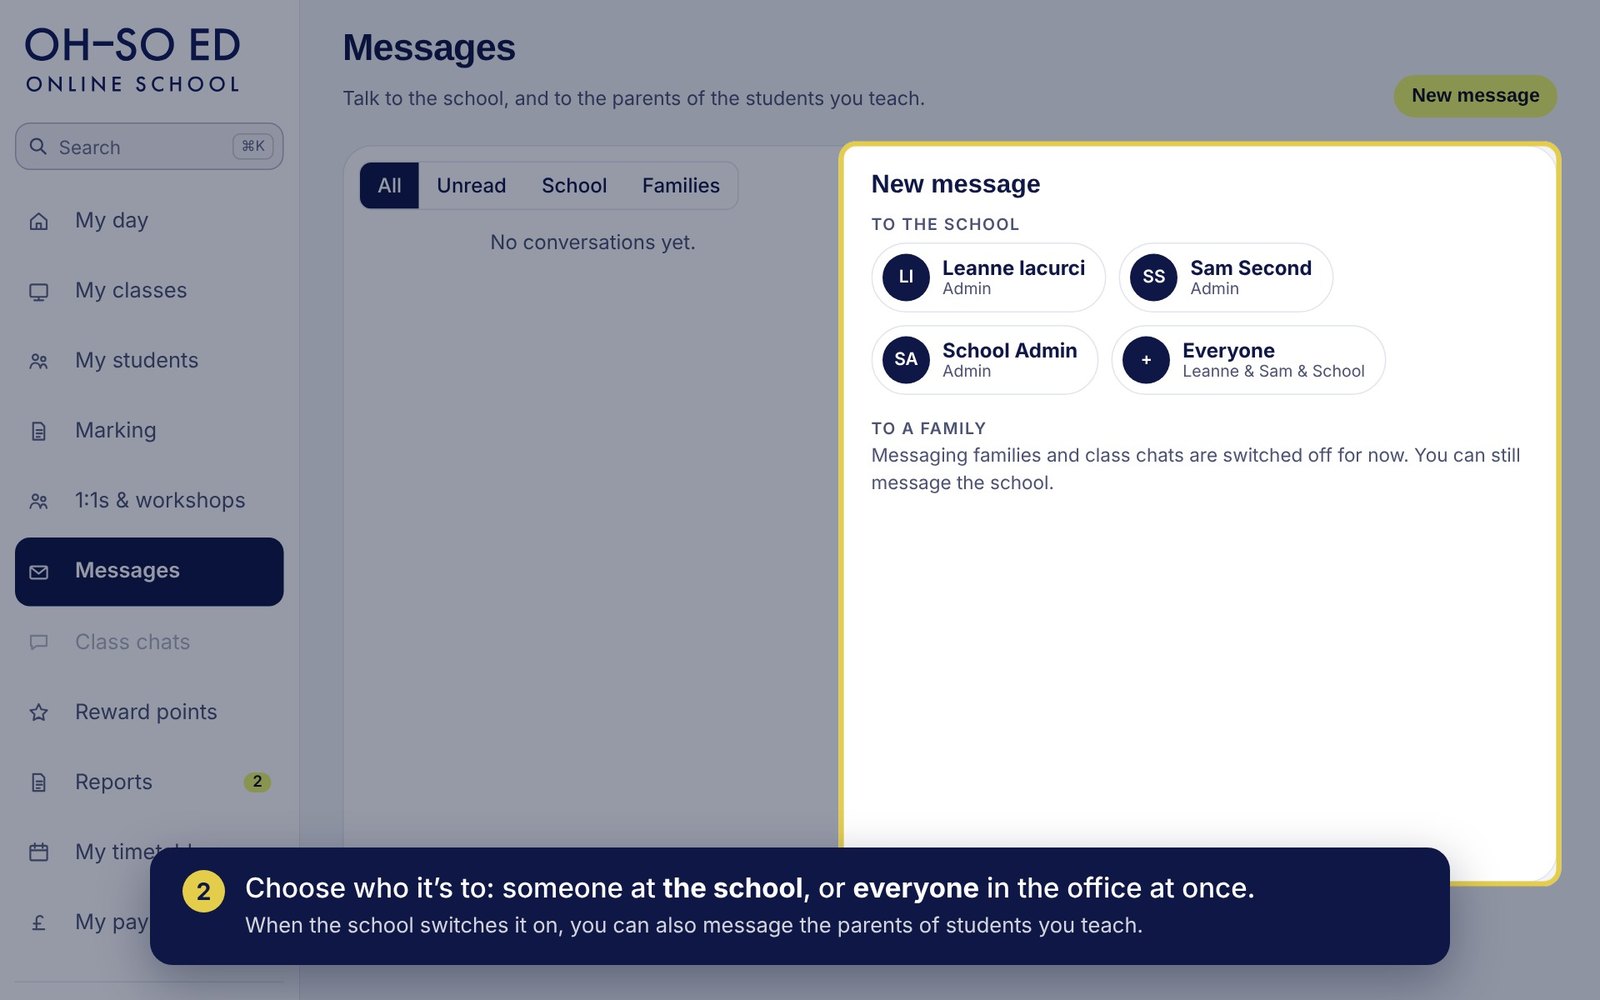 OH–SO ED
ONLINE SCHOOL
Search ⌘K
My day
My classes
My students
Marking
1:1s & workshops
Messages
Class chats
Reward points
Reports 2
My pay
Messages
Talk to the school, and to the parents of the students you teach.
New message
All Unread School Families
No conversations yet.
New message
TO THE SCHOOL
LI Leanne Iacurci
Admin
SS Sam Second
Admin
SA School Admin
Admin
+ Everyone
Leanne & Sam & School
TO A FAMILY
Messaging families and class chats are switched off for now. You can still
message the school.
2 Choose who it’s to: someone at the school, or everyone in the office at once.
When the school switches it on, you can also message the parents of students you teach.